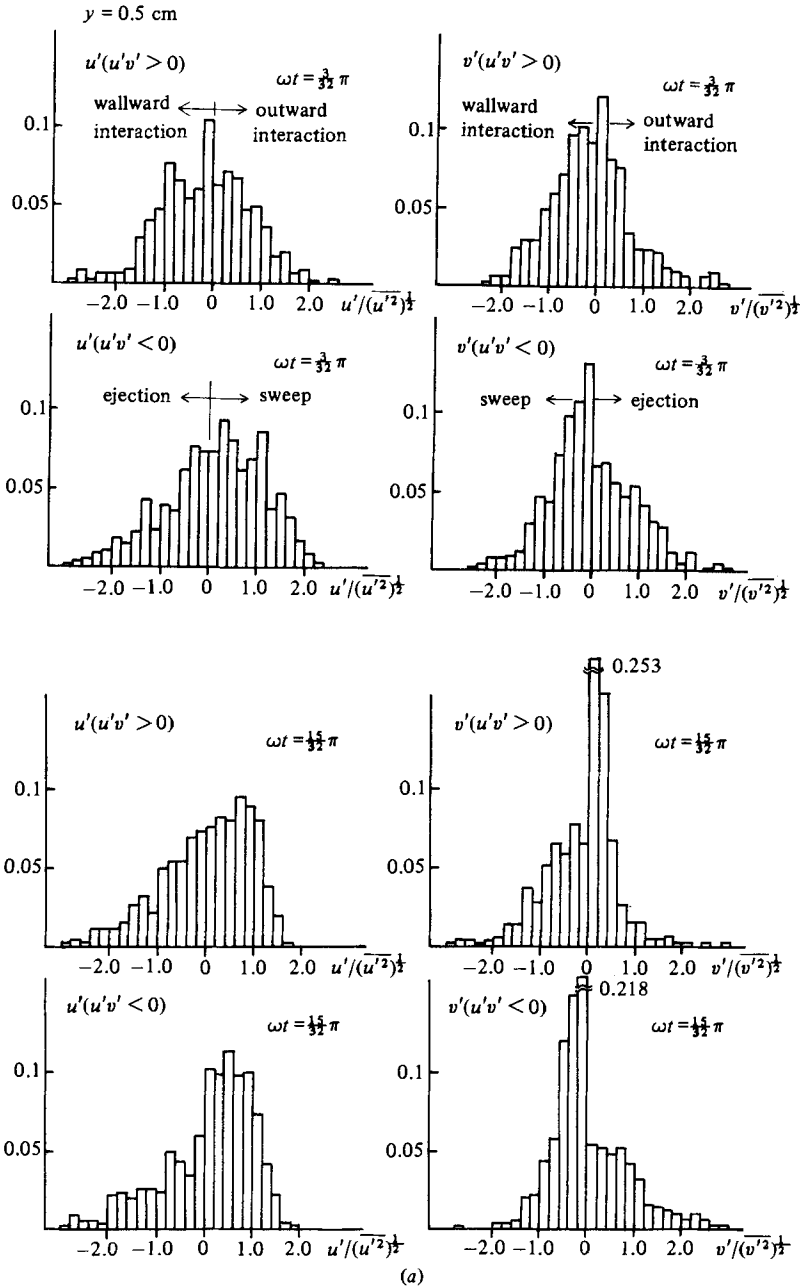 y = 0.5 cm
u′(u′v′ > 0)
ωt = 3/32 π
wallward interaction
outward interaction
0.1
0.05
−2.0 −1.0 0 1.0 2.0 u′/(u′²)^½
v′(u′v′ > 0)
ωt = 3/32 π
wallward interaction
outward interaction
0.1
0.05
−2.0 −1.0 0 1.0 2.0 v′/(v′²)^½
u′(u′v′ < 0)
ωt = 3/32 π
ejection sweep
0.1
0.05
−2.0 −1.0 0 1.0 2.0 u′/(u′²)^½
v′(u′v′ < 0)
ωt = 3/32 π
sweep ejection
0.1
0.05
−2.0 −1.0 0 1.0 2.0 v′/(v′²)^½
u′(u′v′ > 0)
ωt = 15/32 π
0.1
0.05
−2.0 −1.0 0 1.0 2.0 u′/(u′²)^½
0.253
v′(u′v′ > 0)
ωt = 15/32 π
0.1
0.05
−2.0 −1.0 0 1.0 2.0 v′/(v′²)^½
u′(u′v′ < 0)
ωt = 15/32 π
0.1
0.05
−2.0 −1.0 0 1.0 2.0 u′/(u′²)^½
0.218
v′(u′v′ < 0)
ωt = 15/32 π
0.1
0.05
−2.0 −1.0 0 1.0 2.0 v′/(v′²)^½
(a)